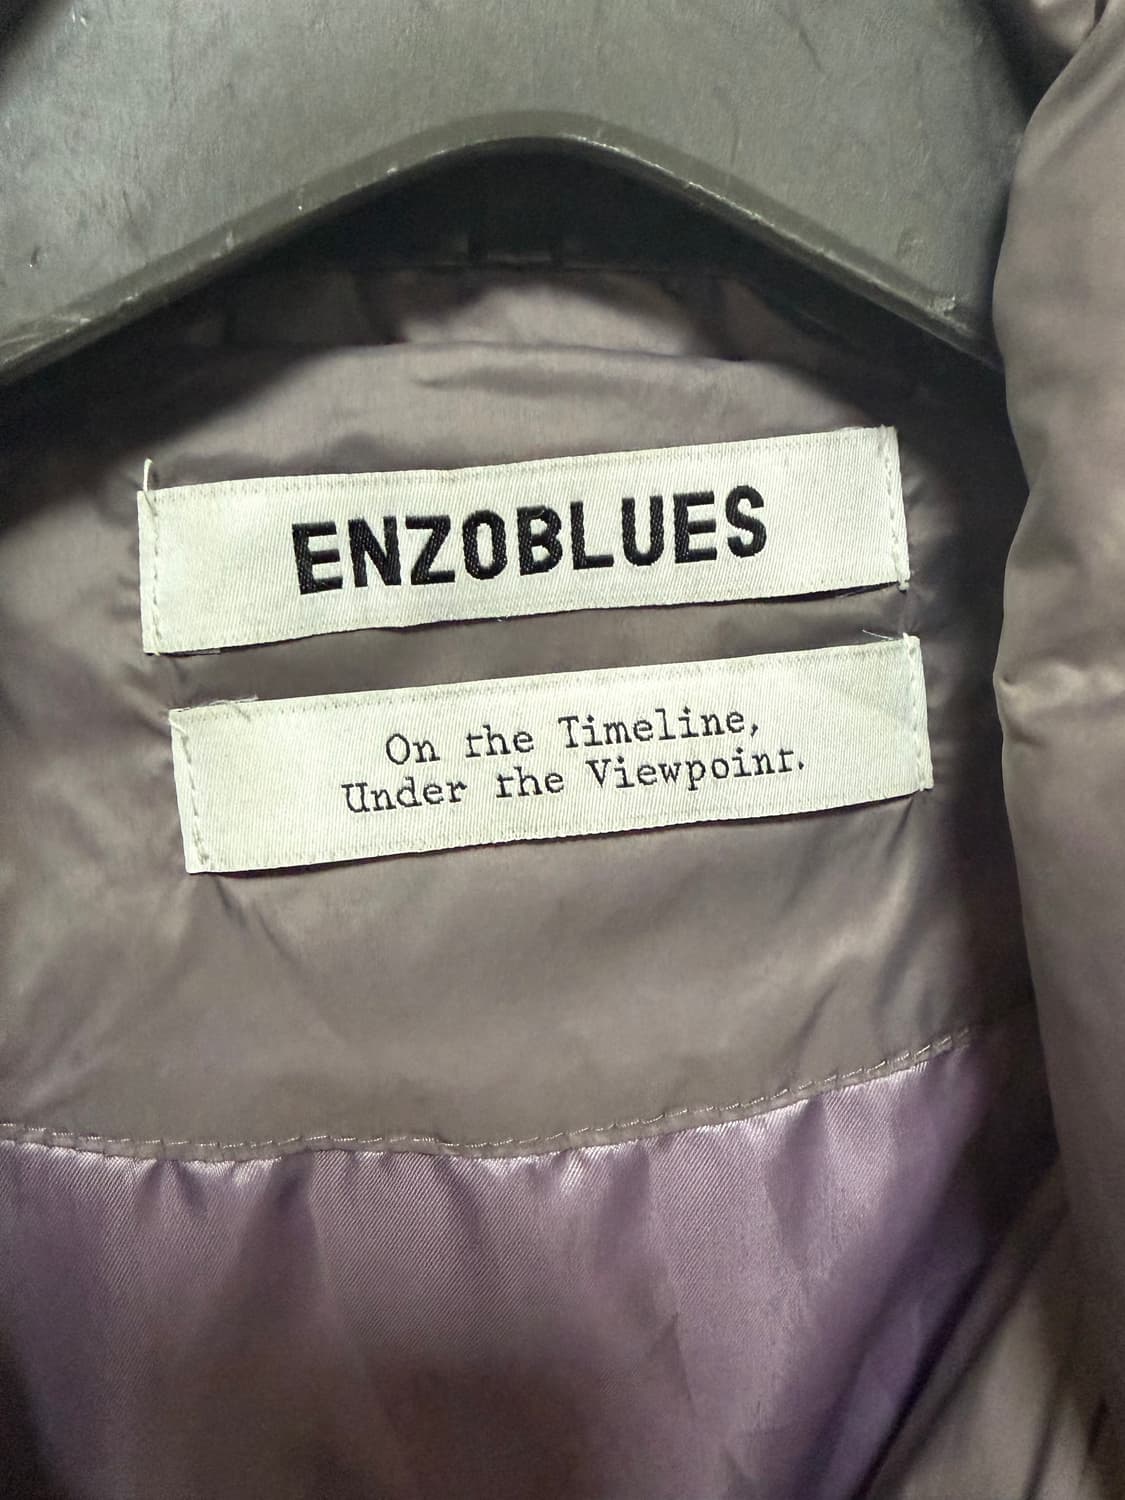 ENZOBLUES
On the Timeline,
Under the Viewpoint.